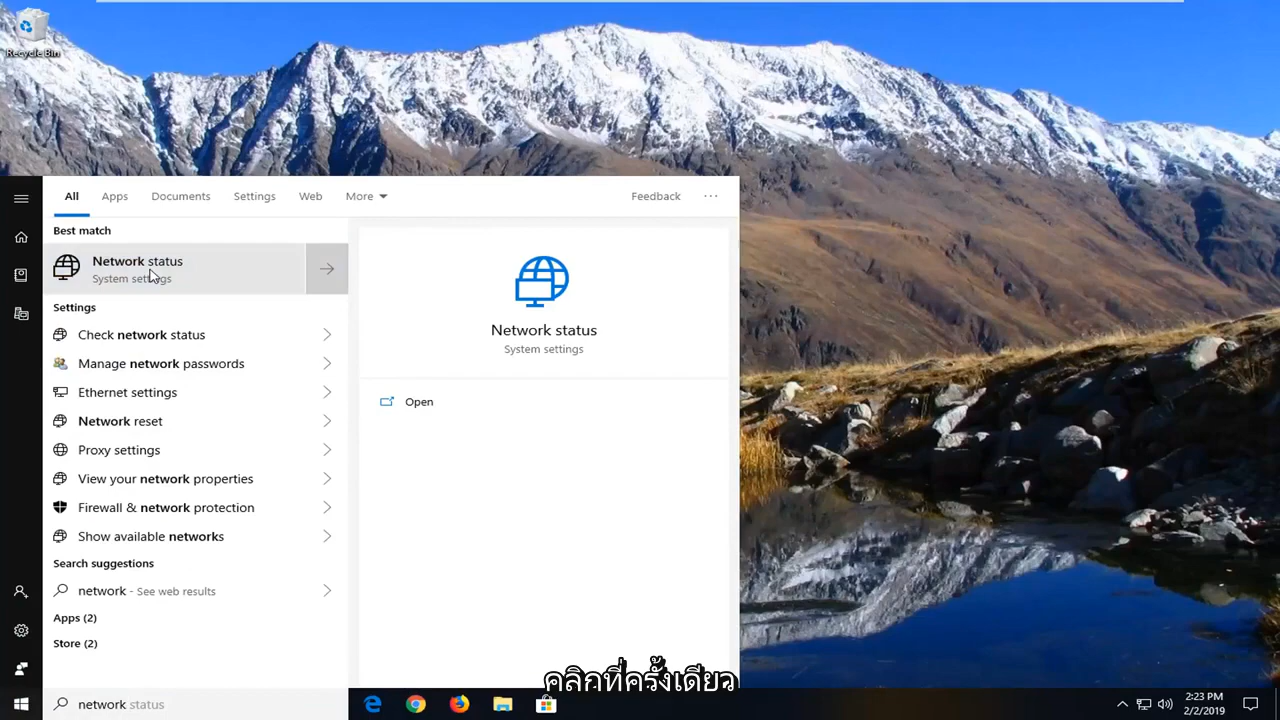 Recycle Bin
All Apps Documents Settings Web More Feedback ...
Best match
Network status
System settings
Settings
Check network status
Manage network passwords
Ethernet settings
Network reset
Proxy settings
View your network properties
Firewall & network protection
Show available networks
Search suggestions
network - See web results
Apps (2)
Store (2)
Network status
System settings
Open
คลิกที่ครั้งเดียว
network status
2:23 PM
2/2/2019